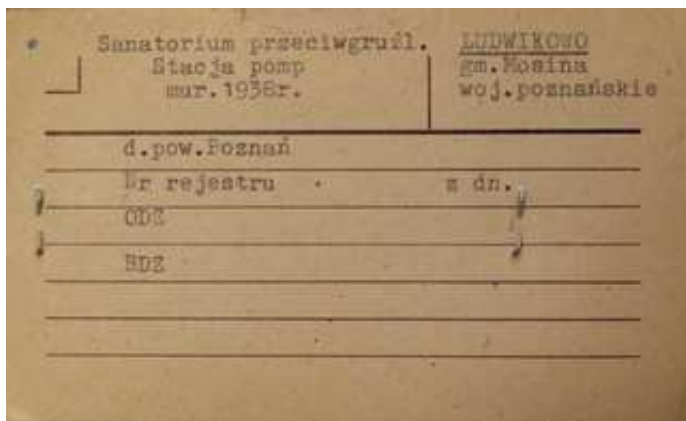 Sanatorium przeciwgruźl.
Stacja pomp
mur.1938r.
LUDWIKOWO
gm.Mosina
woj.poznańskie
d.pow.Poznań
Nr rejestru z dn.
ODZ
BDZ